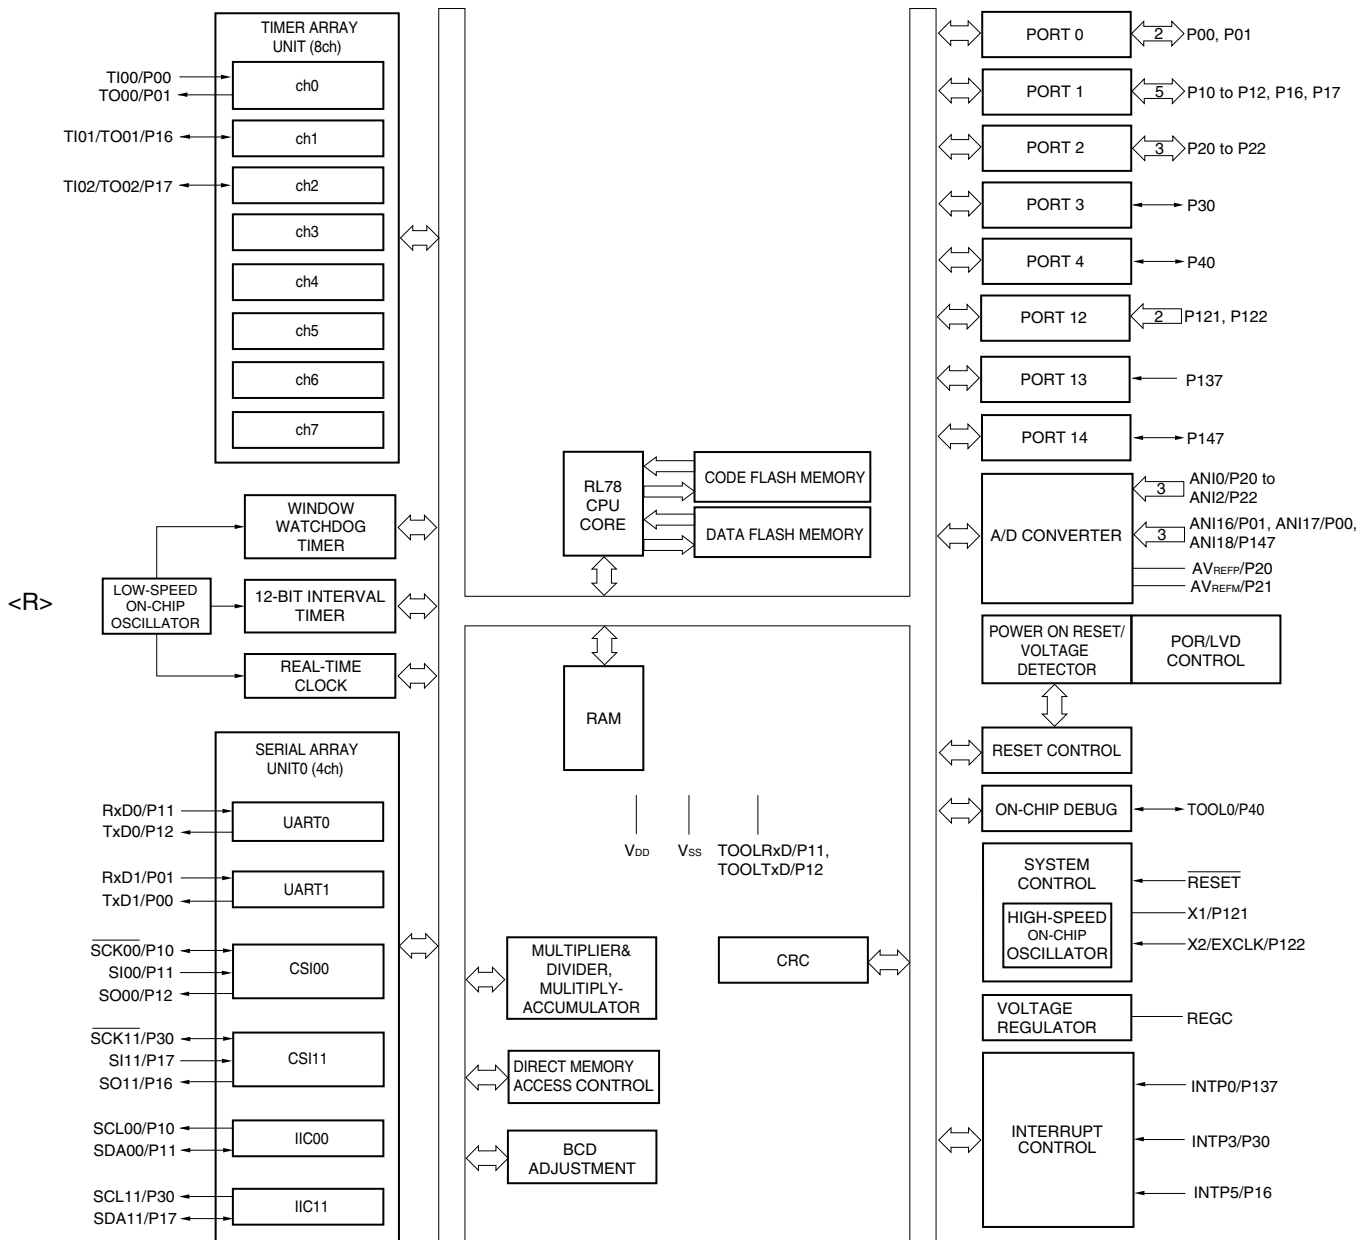 TIMER ARRAY
UNIT (8ch)
TI00/P00
TO00/P01
ch0
TI01/TO01/P16
ch1
TI02/TO02/P17
ch2
ch3
ch4
ch5
ch6
ch7
WINDOW
WATCHDOG
TIMER
<R>
LOW-SPEED
ON-CHIP
OSCILLATOR
12-BIT INTERVAL
TIMER
REAL-TIME
CLOCK
SERIAL ARRAY
UNIT0 (4ch)
RxD0/P11
TxD0/P12
UART0
RxD1/P01
TxD1/P00
UART1
SCK00/P10
SI00/P11
SO00/P12
CSI00
SCK11/P30
SI11/P17
SO11/P16
CSI11
SCL00/P10
SDA00/P11
IIC00
SCL11/P30
SDA11/P17
IIC11
RL78
CPU
CORE
CODE FLASH MEMORY
DATA FLASH MEMORY
RAM
VDD
VSS
TOOLRxD/P11,
TOOLTxD/P12
MULTIPLIER&
DIVIDER,
MULITIPLY-
ACCUMULATOR
CRC
DIRECT MEMORY
ACCESS CONTROL
BCD
ADJUSTMENT
PORT 0
2
P00, P01
PORT 1
5
P10 to P12, P16, P17
PORT 2
3
P20 to P22
PORT 3
P30
PORT 4
P40
PORT 12
2
P121, P122
PORT 13
P137
PORT 14
P147
A/D CONVERTER
3
ANI0/P20 to
ANI2/P22
3
ANI16/P01, ANI17/P00,
ANI18/P147
AVREFP/P20
AVREFM/P21
POWER ON RESET/
VOLTAGE
DETECTOR
POR/LVD
CONTROL
RESET CONTROL
ON-CHIP DEBUG
TOOL0/P40
SYSTEM
CONTROL
HIGH-SPEED
ON-CHIP
OSCILLATOR
RESET
X1/P121
X2/EXCLK/P122
VOLTAGE
REGULATOR
REGC
INTERRUPT
CONTROL
INTP0/P137
INTP3/P30
INTP5/P16